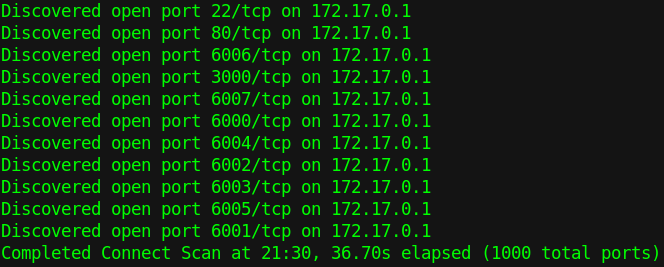 Discovered open port 22/tcp on 172.17.0.1
Discovered open port 80/tcp on 172.17.0.1
Discovered open port 6006/tcp on 172.17.0.1
Discovered open port 3000/tcp on 172.17.0.1
Discovered open port 6007/tcp on 172.17.0.1
Discovered open port 6000/tcp on 172.17.0.1
Discovered open port 6004/tcp on 172.17.0.1
Discovered open port 6002/tcp on 172.17.0.1
Discovered open port 6003/tcp on 172.17.0.1
Discovered open port 6005/tcp on 172.17.0.1
Discovered open port 6001/tcp on 172.17.0.1
Completed Connect Scan at 21:30, 36.70s elapsed (1000 total ports)